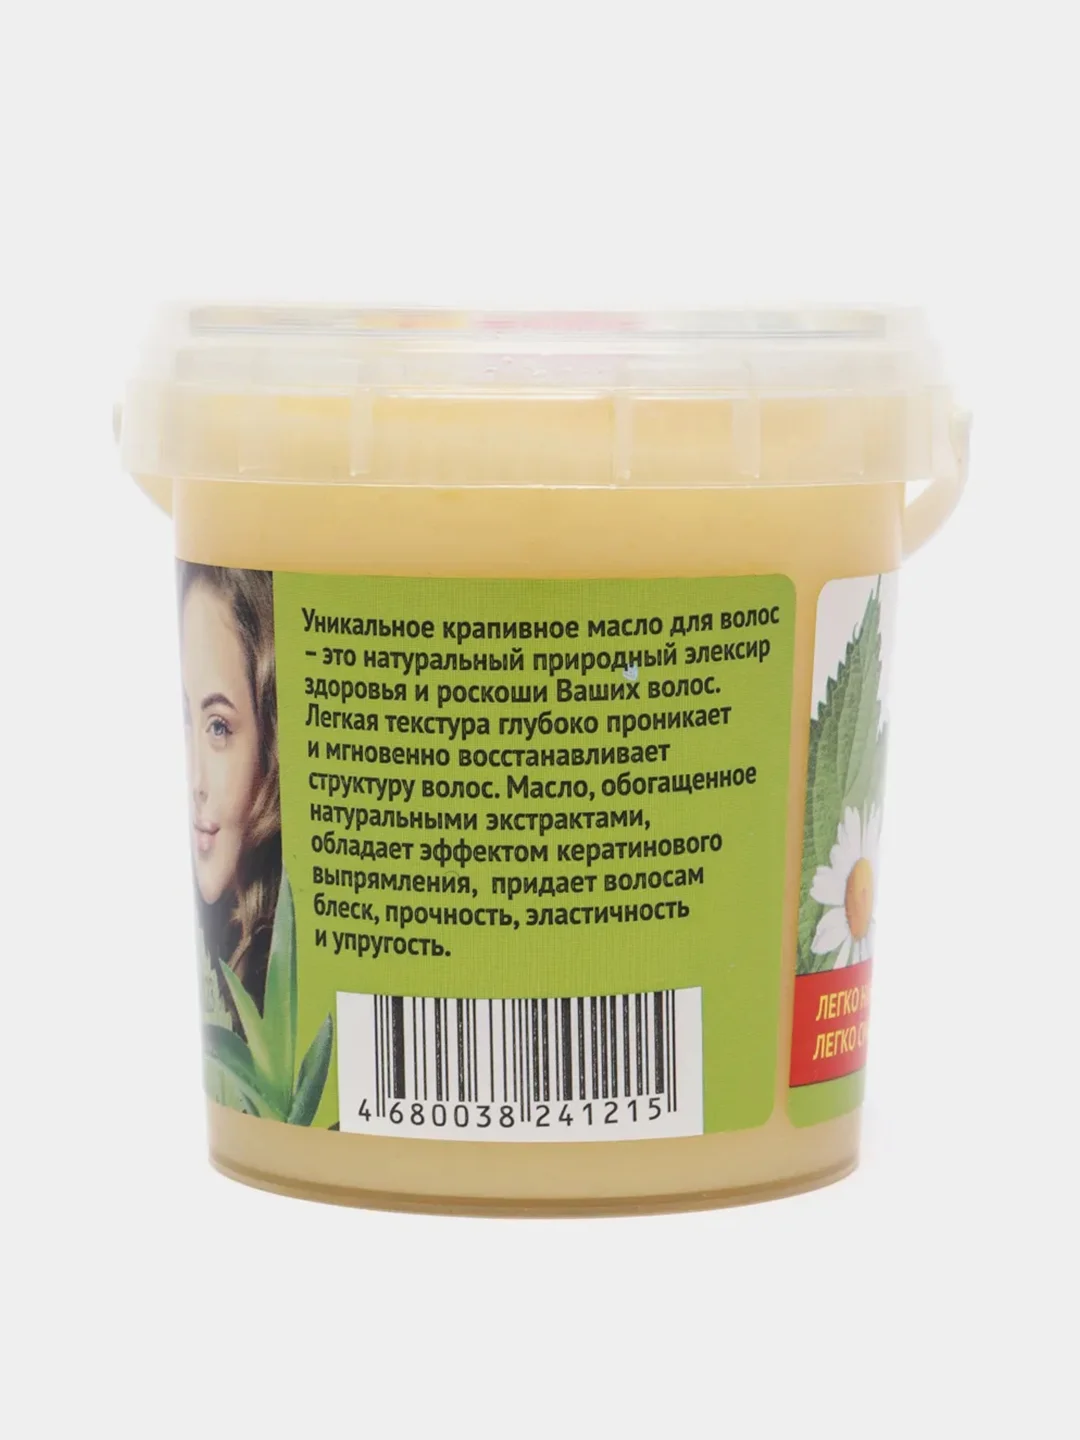 Уникальное крапивное масло для волос
– это натуральный природный элексир
здоровья и роскоши Ваших волос.
Легкая текстура глубоко проникает
и мгновенно восстанавливает
структуру волос. Масло, обогащенное
натуральными экстрактами,
обладает эффектом кератинового
выпрямления, придает волосам
блеск, прочность, эластичность
и упругость.
4 680038 241215
ЛЕГКО
ЛЕГКО